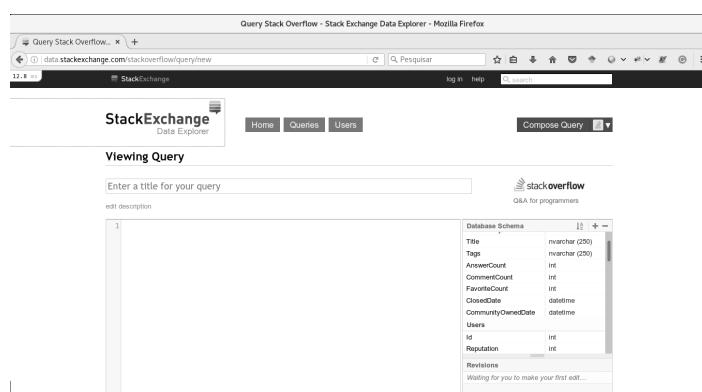 Query Stack Overflow - Stack Exchange Data Explorer - Mozilla Firefox
Query Stack Overflow... × +
data.stackexchange.com/stackoverflow/query/new
Pesquisar
12.8 ms
StackExchange
log in help search
StackExchange
Data Explorer
Home Queries Users
Compose Query
Viewing Query
Enter a title for your query
edit description
stackoverflow
Q&A for programmers
1
Database Schema
Title nvarchar (250)
Tags nvarchar (250)
AnswerCount int
CommentCount int
FavoriteCount int
ClosedDate datetime
CommunityOwnedDate datetime
Users
Id int
Reputation int
Revisions
Waiting for you to make your first edit...